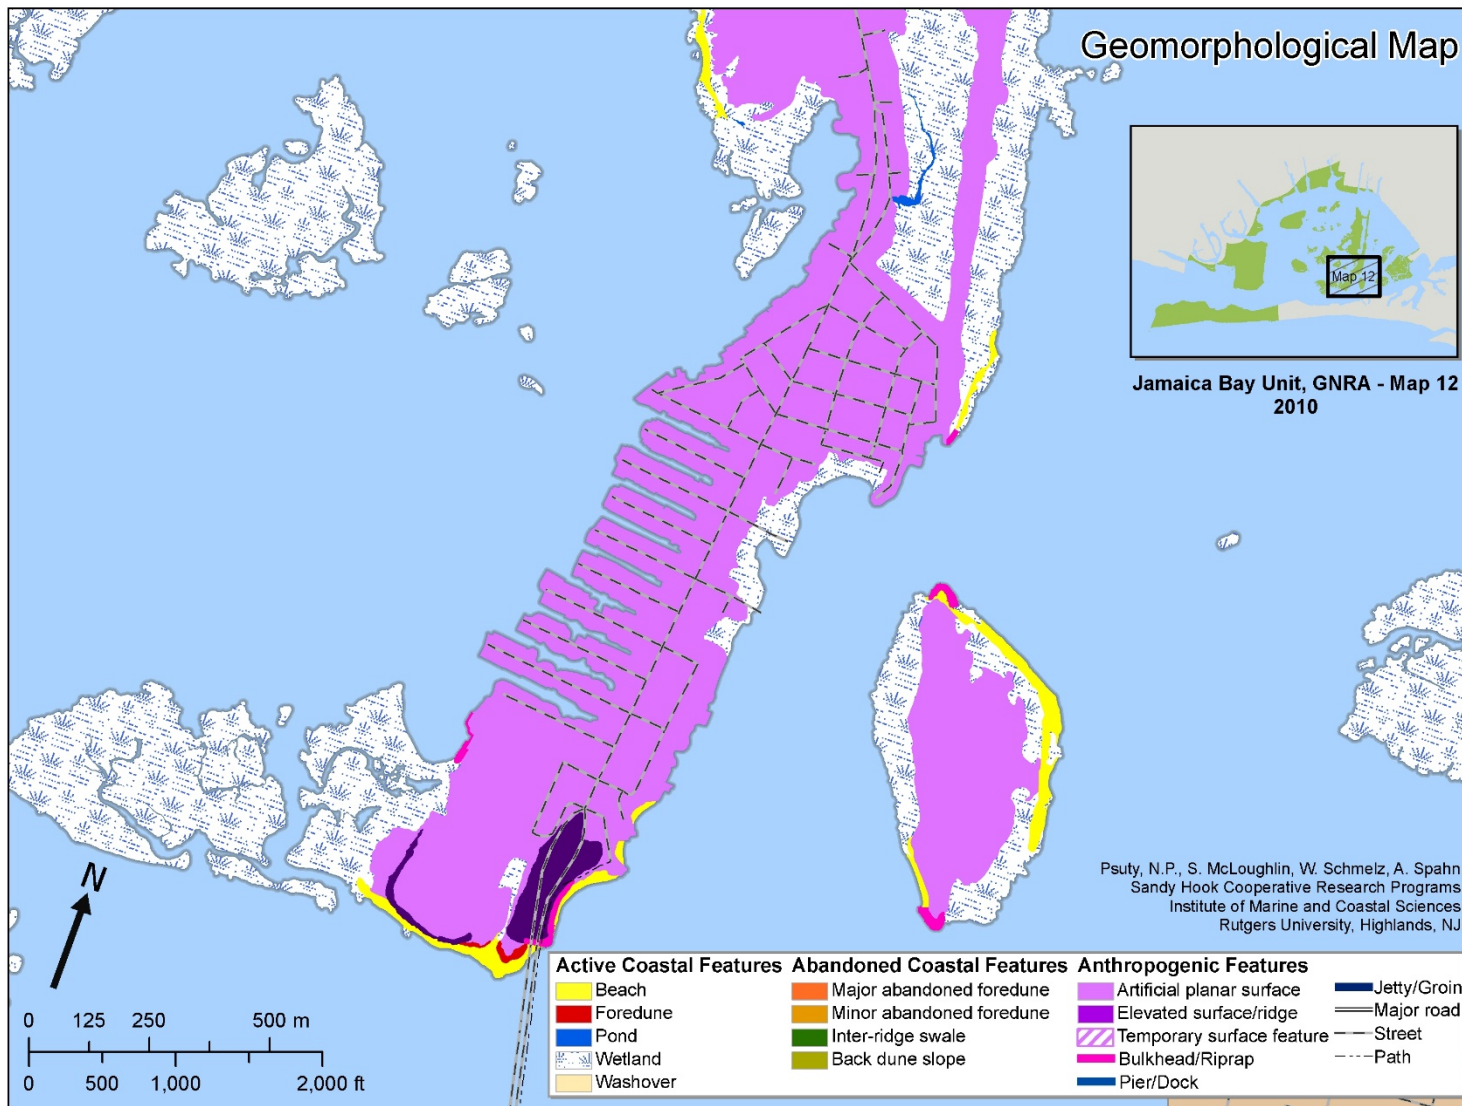 Geomorphological Map
Map 12
Jamaica Bay Unit, GNRA - Map 12
2010
N
Psuty, N.P., S. McLoughlin, W. Schmelz, A. Spahn
Sandy Hook Cooperative Research Programs
Institute of Marine and Coastal Sciences
Rutgers University, Highlands, NJ
0 125 250 500 m
0 500 1,000 2,000 ft
Active Coastal Features
Beach
Foredune
Pond
Wetland
Washover
Abandoned Coastal Features
Major abandoned foredune
Minor abandoned foredune
Inter-ridge swale
Back dune slope
Anthropogenic Features
Artificial planar surface
Elevated surface/ridge
Temporary surface feature
Bulkhead/Riprap
Pier/Dock
Jetty/Groin
Major road
Street
Path